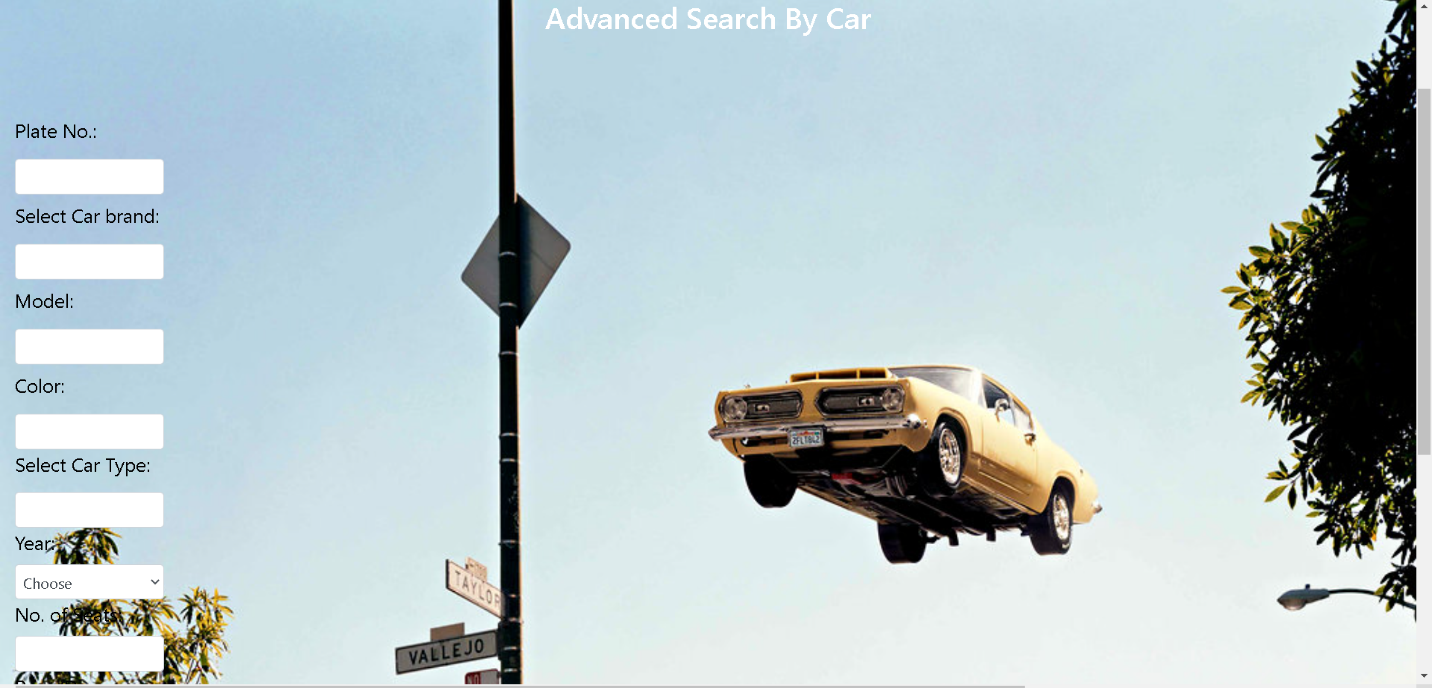 Advanced Search By Car
Plate No.:
Select Car brand:
Model:
Color:
Select Car Type:
Year:
Choose
No. of Seats:
TAYLOR
VALLEJO